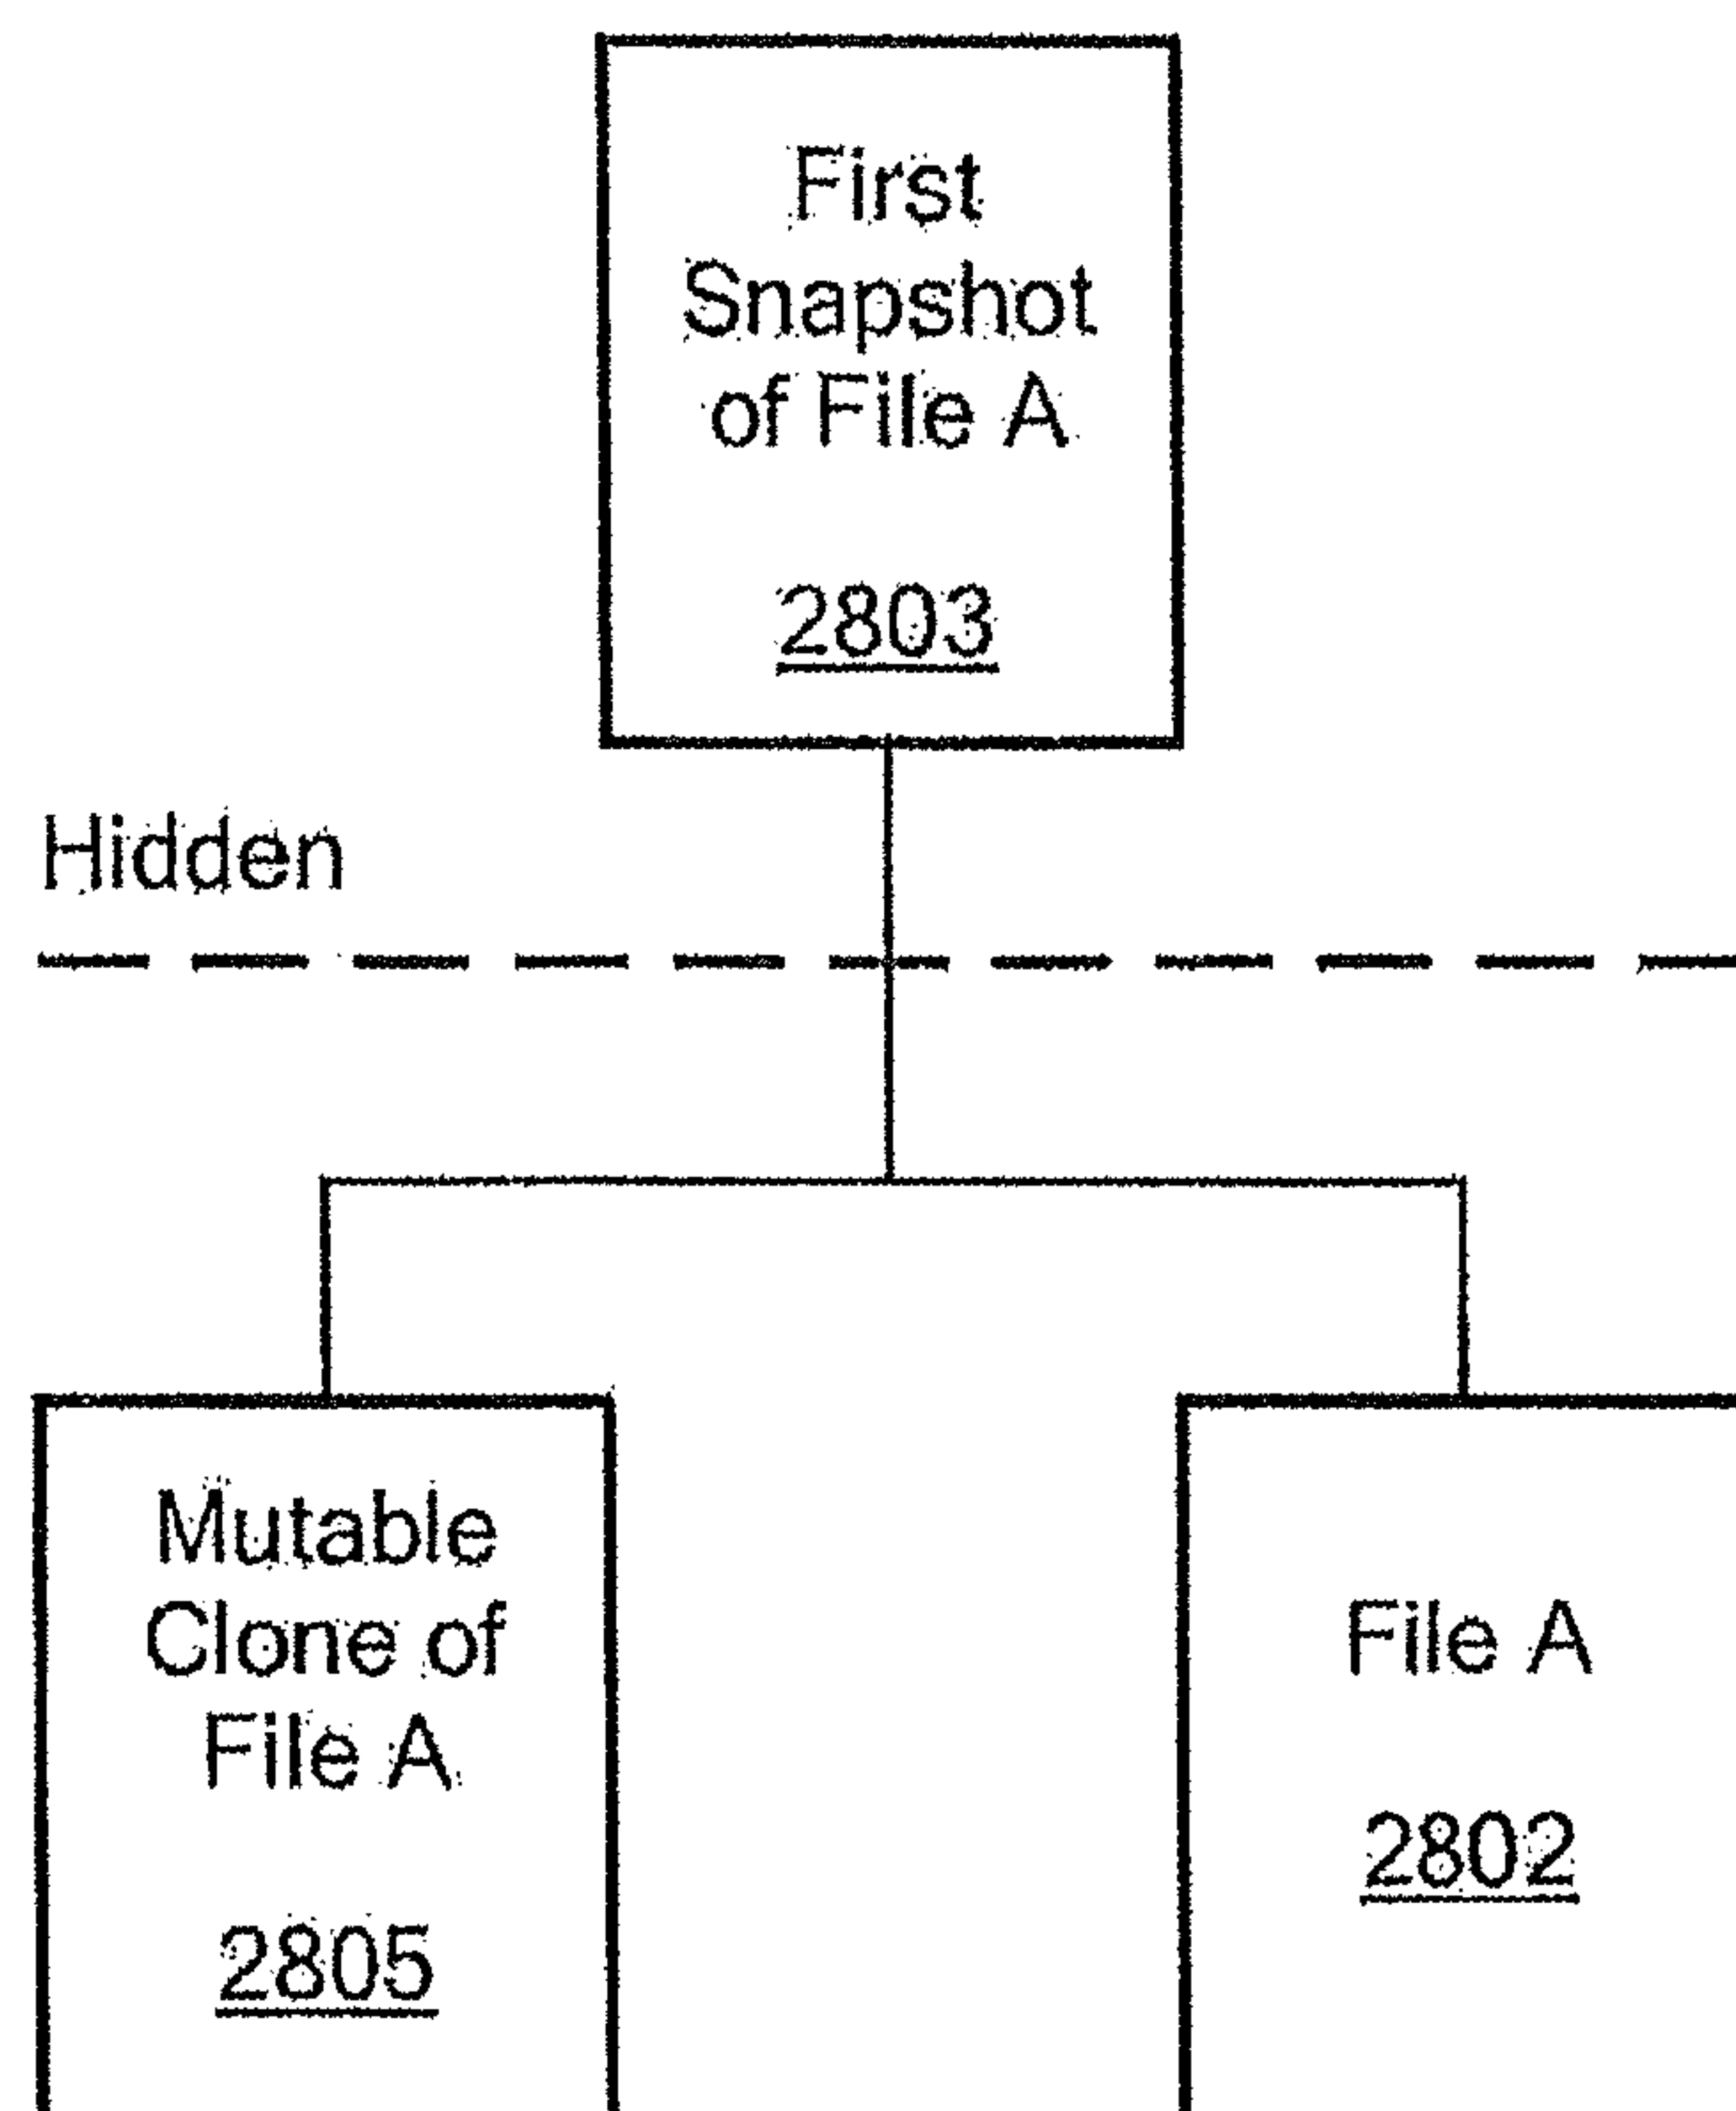 First
Snapshot
of File A
2803
Hidden
Mutable
Clone of
File A
2805
File A
2802